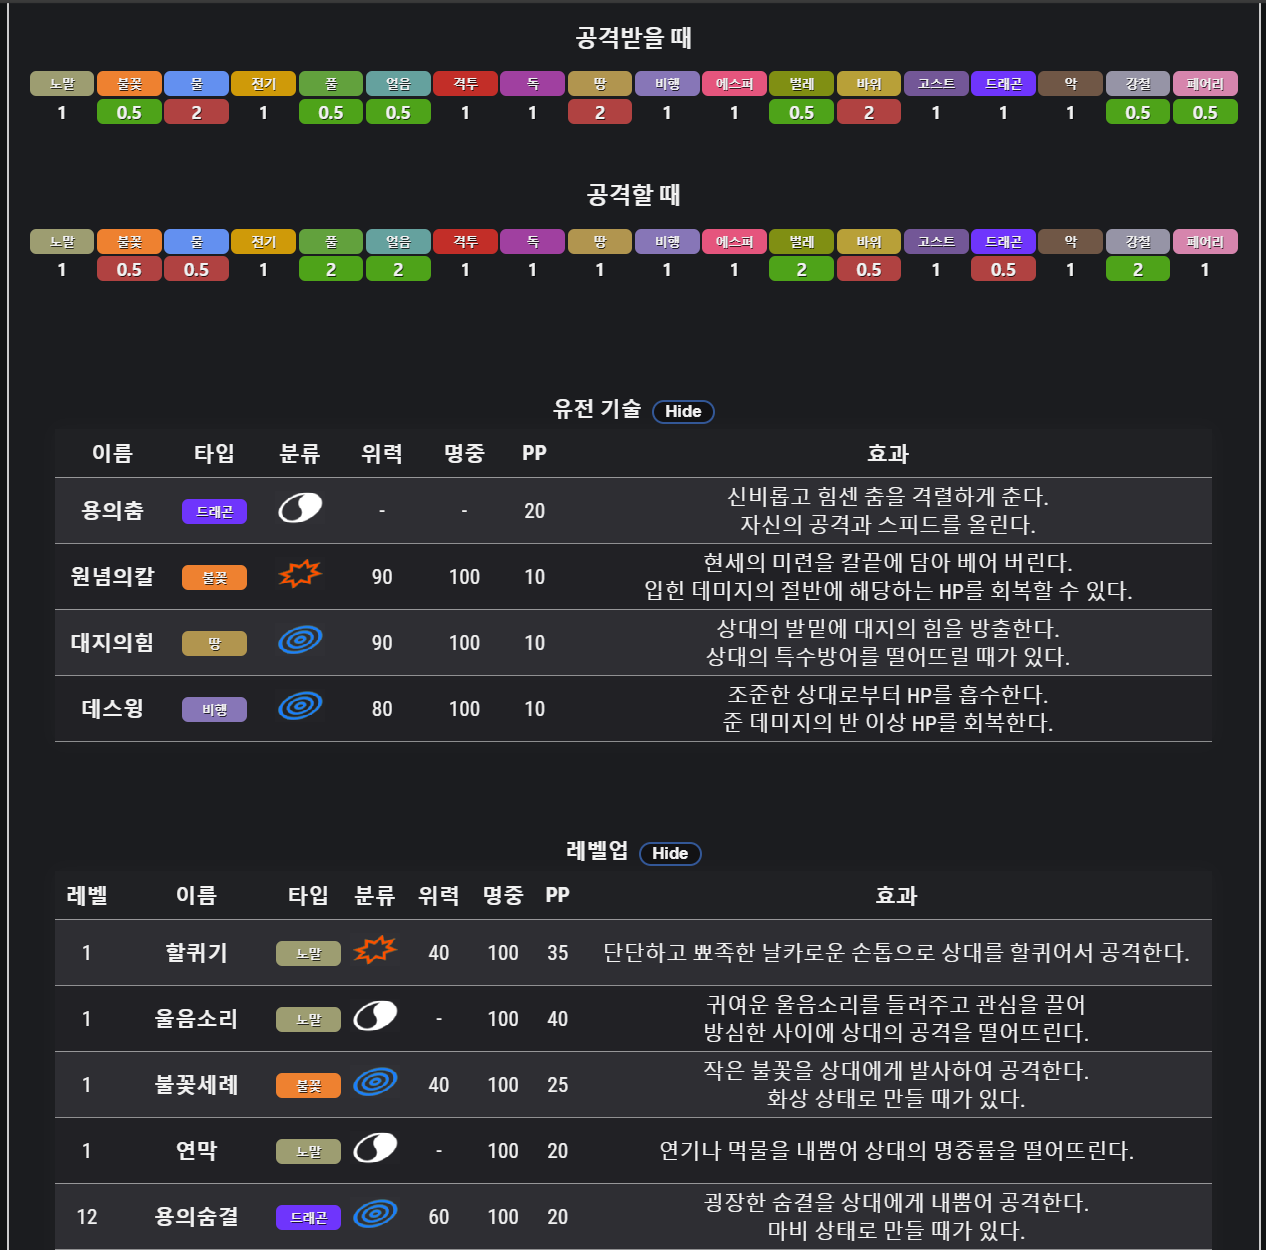 공격받을 때
노말 불꽃 물 전기 풀 얼음 격투 독 땅 비행 에스퍼 벌레 바위 고스트 드래곤 악 강철 페어리
1 0.5 2 1 0.5 0.5 1 1 2 1 1 0.5 2 1 1 1 0.5 0.5
공격할 때
노말 불꽃 물 전기 풀 얼음 격투 독 땅 비행 에스퍼 벌레 바위 고스트 드래곤 악 강철 페어리
1 0.5 0.5 1 2 2 1 1 1 1 1 2 0.5 1 0.5 1 2 1
유전 기술 Hide
이름 타입 분류 위력 명중 PP 효과
용의춤 드래곤 - - 20 신비롭고 힘센 춤을 격렬하게 춘다.
자신의 공격과 스피드를 올린다.
원념의칼 불꽃 90 100 10 현세의 미련을 칼끝에 담아 베어 버린다.
입힌 데미지의 절반에 해당하는 HP를 회복할 수 있다.
대지의힘 땅 90 100 10 상대의 발밑에 대지의 힘을 방출한다.
상대의 특수방어를 떨어뜨릴 때가 있다.
데스윙 비행 80 100 10 조준한 상대로부터 HP를 흡수한다.
준 데미지의 반 이상 HP를 회복한다.
레벨업 Hide
레벨 이름 타입 분류 위력 명중 PP 효과
1 할퀴기 노말 40 100 35 단단하고 뾰족한 날카로운 손톱으로 상대를 할퀴어서 공격한다.
1 울음소리 노말 - 100 40 귀여운 울음소리를 들려주고 관심을 끌어
방심한 사이에 상대의 공격을 떨어뜨린다.
1 불꽃세례 불꽃 40 100 25 작은 불꽃을 상대에게 발사하여 공격한다.
화상 상태로 만들 때가 있다.
1 연막 노말 - 100 20 연기나 먹물을 내뿜어 상대의 명중률을 떨어뜨린다.
12 용의숨결 드래곤 60 100 20 굉장한 숨결을 상대에게 내뿜어 공격한다.
마비 상태로 만들 때가 있다.